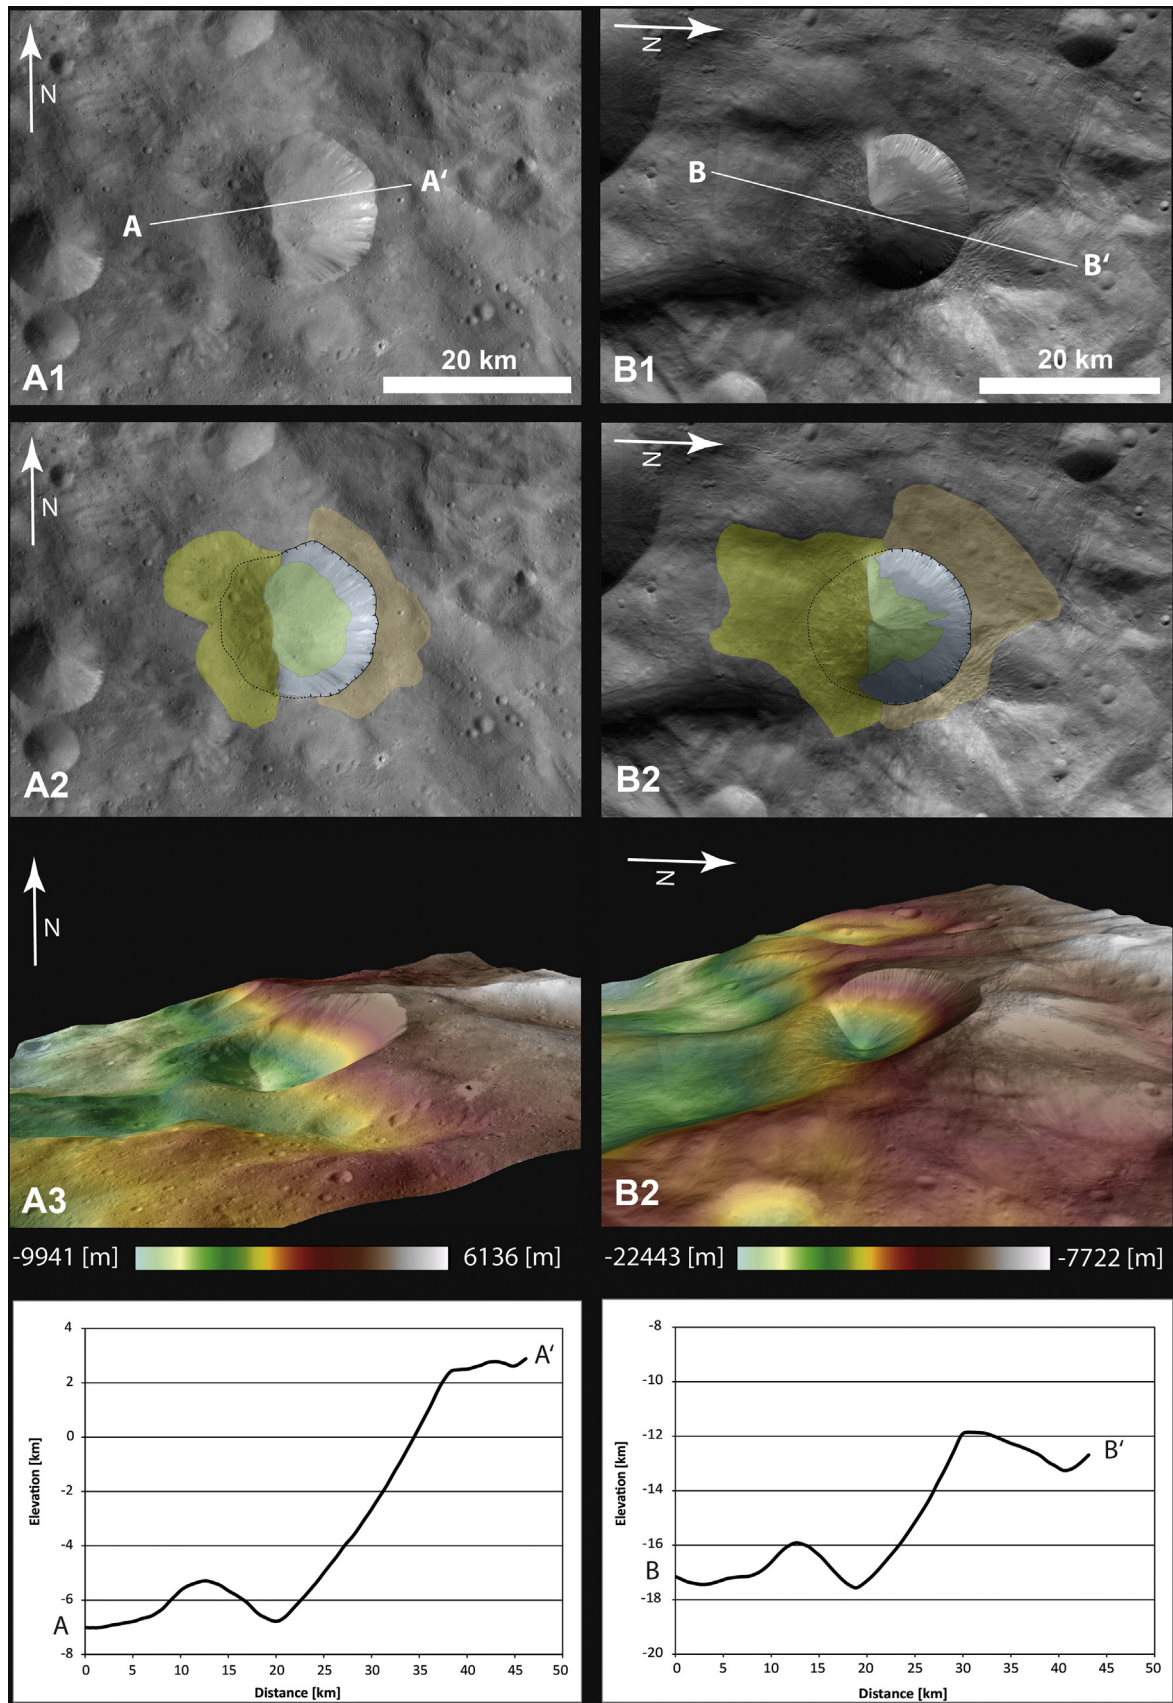 N
A
A‘
20 km
A1
N
B
B‘
20 km
B1
N
A2
N
B2
N
A3
N
B2
-9941 [m]
6136 [m]
-22443 [m]
-7722 [m]
4
2
0
-2
-4
-6
-8
Elevation [km]
A
A‘
0 5 10 15 20 25 30 35 40 45 50
Distance [km]
-8
-10
-12
-14
-16
-18
-20
Elevation [km]
B
B‘
0 5 10 15 20 25 30 35 40 45 50
Distance [km]